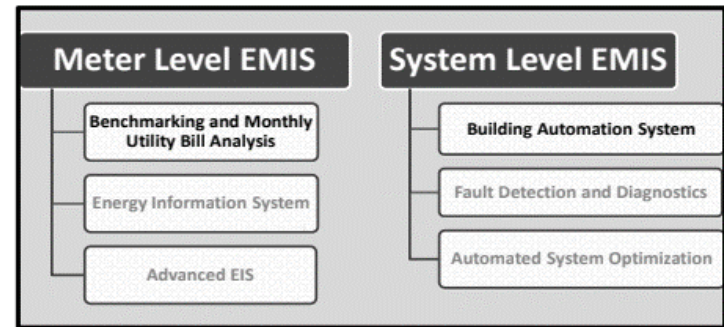 Meter Level EMIS
Benchmarking and Monthly
Utility Bill Analysis
Energy Information System
Advanced EIS
System Level EMIS
Building Automation System
Fault Detection and Diagnostics
Automated System Optimization